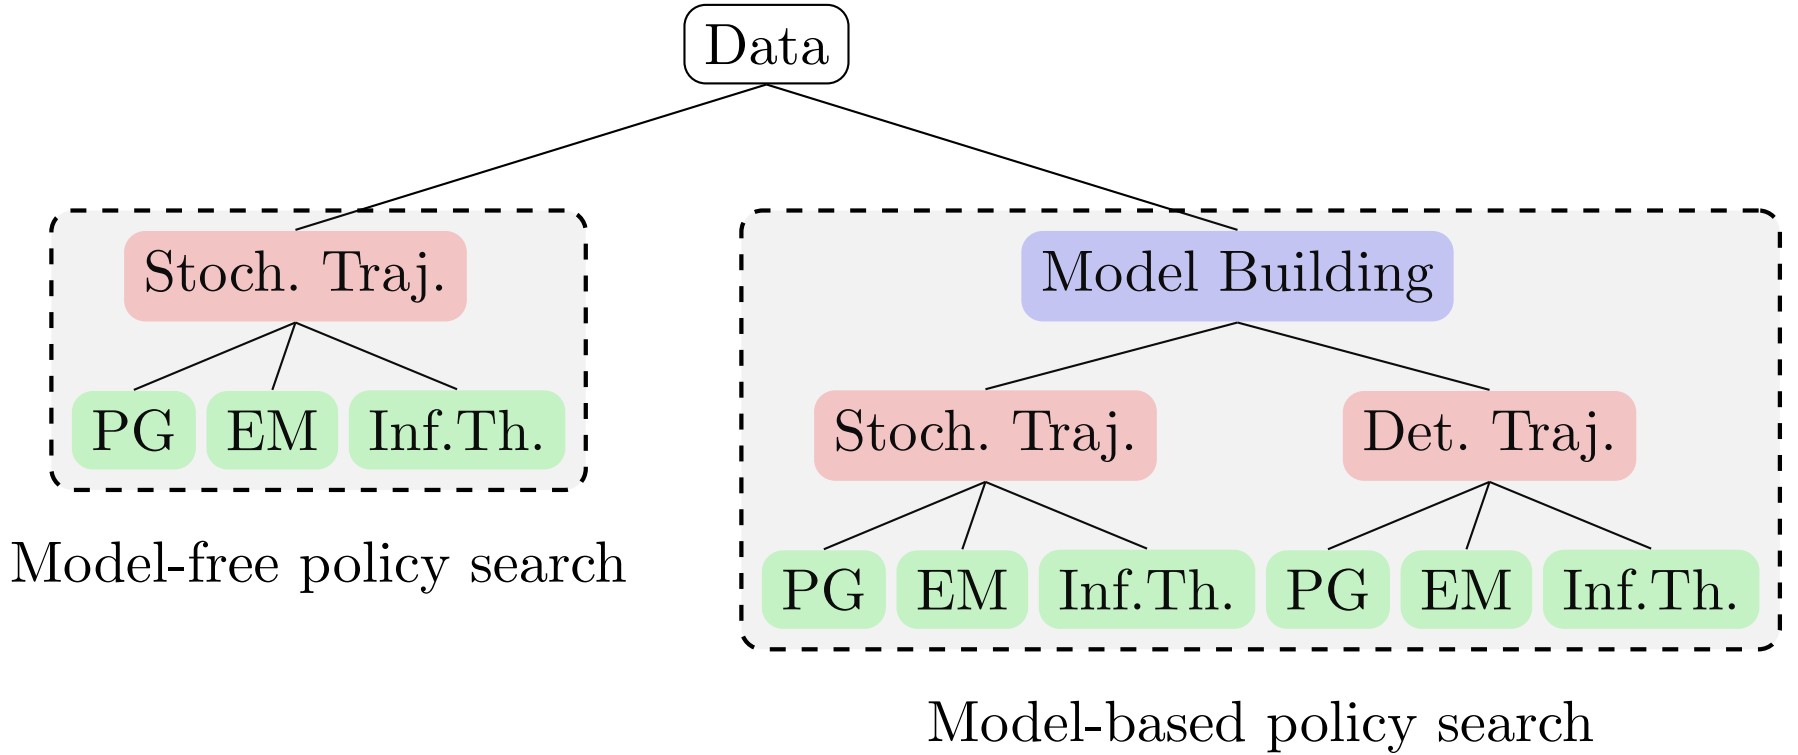 Data
Stoch. Traj.
Model Building
PG EM Inf.Th.
Stoch. Traj.
Det. Traj.
Model-free policy search
PG EM Inf.Th. PG EM Inf.Th.
Model-based policy search